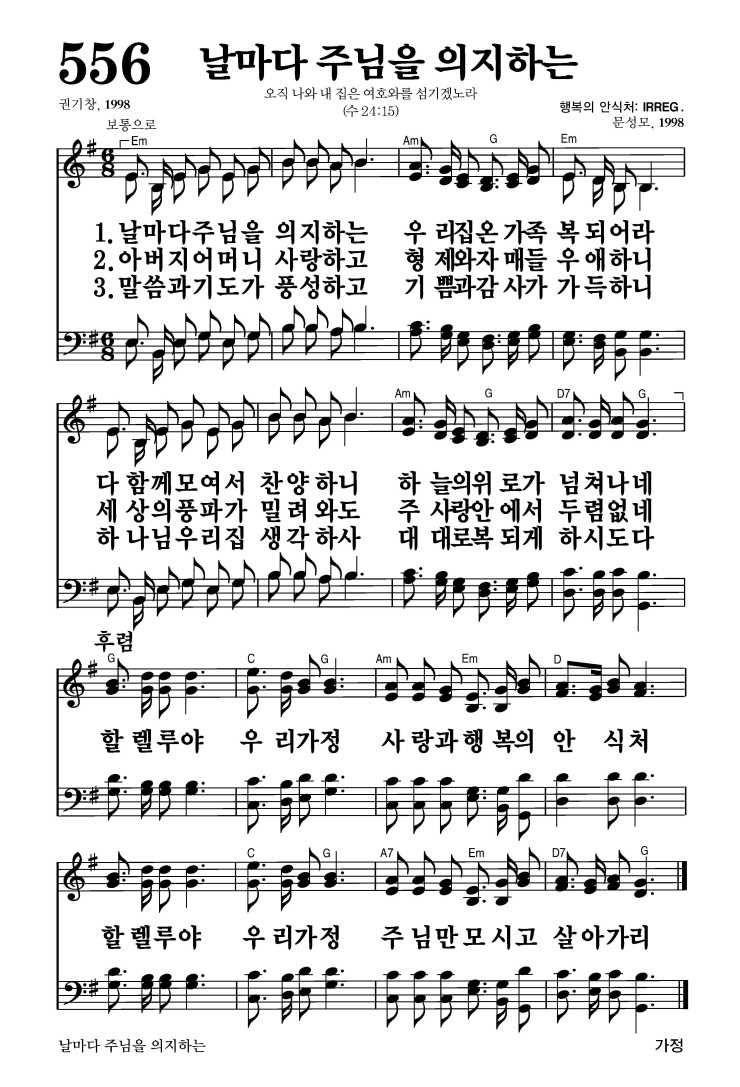 556 날마다 주님을 의지하는
오직 나와 내 집은 여호와를 섬기겠노라
(수 24:15)
권기창, 1998
행복의 안식처: IRREG.
문성모, 1998
보통으로
Em Am G Em
6/8
1. 날마다주님을 의지하는 우 리집온 가족 복 되어라
2. 아버지어머니 사랑하고 형 제와자 매들 우 애하니
3. 말씀과기도가 풍성하고 기 쁨과감 사가 가 득하니
6/8
Am G D7 G
다 함께모여서 찬양하니 하 늘의위 로가 넘쳐나네
세 상의풍파가 밀려와도 주 사랑안 에서 두렴없네
하 나님우리집 생각하사 대 대로복 되게 하시도다
후렴
G C G Am Em D
할 렐루야 우 리가정 사 랑과행 복의 안 식처
C G A7 Em D7 G
할 렐루야 우 리가정 주 님만모 시고 살아가리
날마다 주님을 의지하는 가정